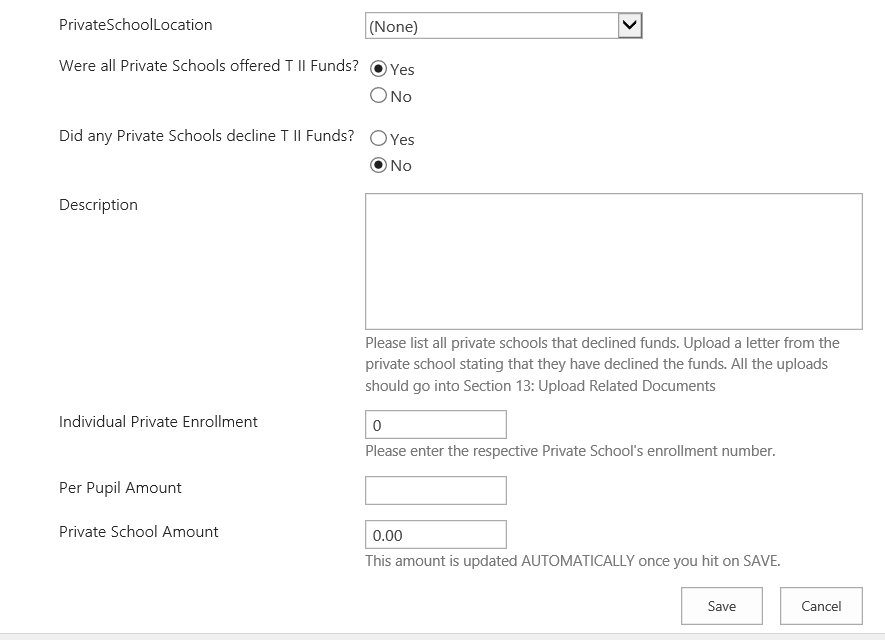 PrivateSchoolLocation
(None)
Were all Private Schools offered T II Funds?
Yes
No
Did any Private Schools decline T II Funds?
Yes
No
Description
Please list all private schools that declined funds. Upload a letter from the
private school stating that they have declined the funds. All the uploads
should go into Section 13: Upload Related Documents
Individual Private Enrollment
0
Please enter the respective Private School's enrollment number.
Per Pupil Amount
Private School Amount
0.00
This amount is updated AUTOMATICALLY once you hit on SAVE.
Save
Cancel